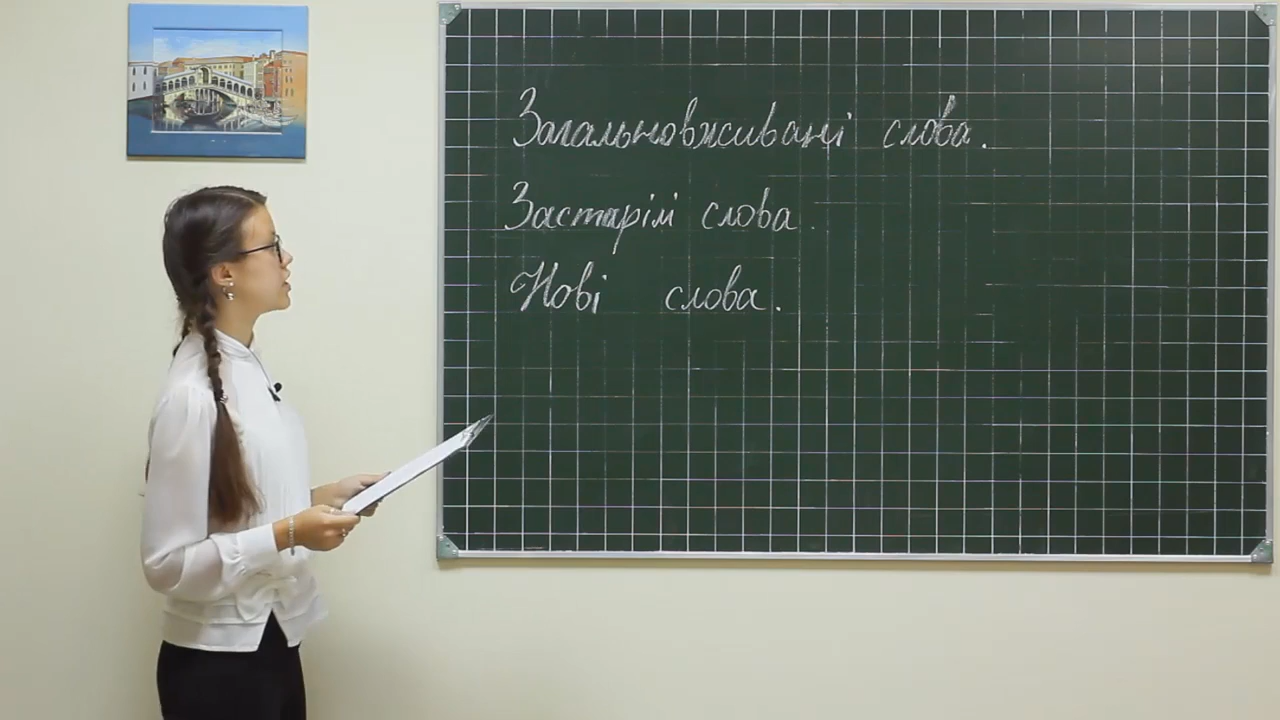 Загальновживані слова.
Застарілі слова.
Нові слова.